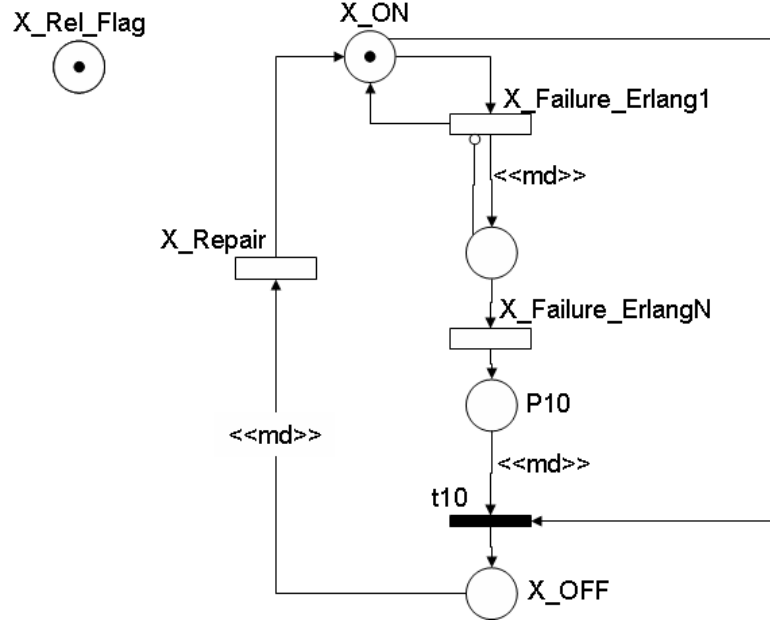 X_Rel_Flag
X_ON
X_Failure_Erlang1
<<md>>
X_Repair
X_Failure_ErlangN
P10
<<md>>
<<md>>
t10
X_OFF